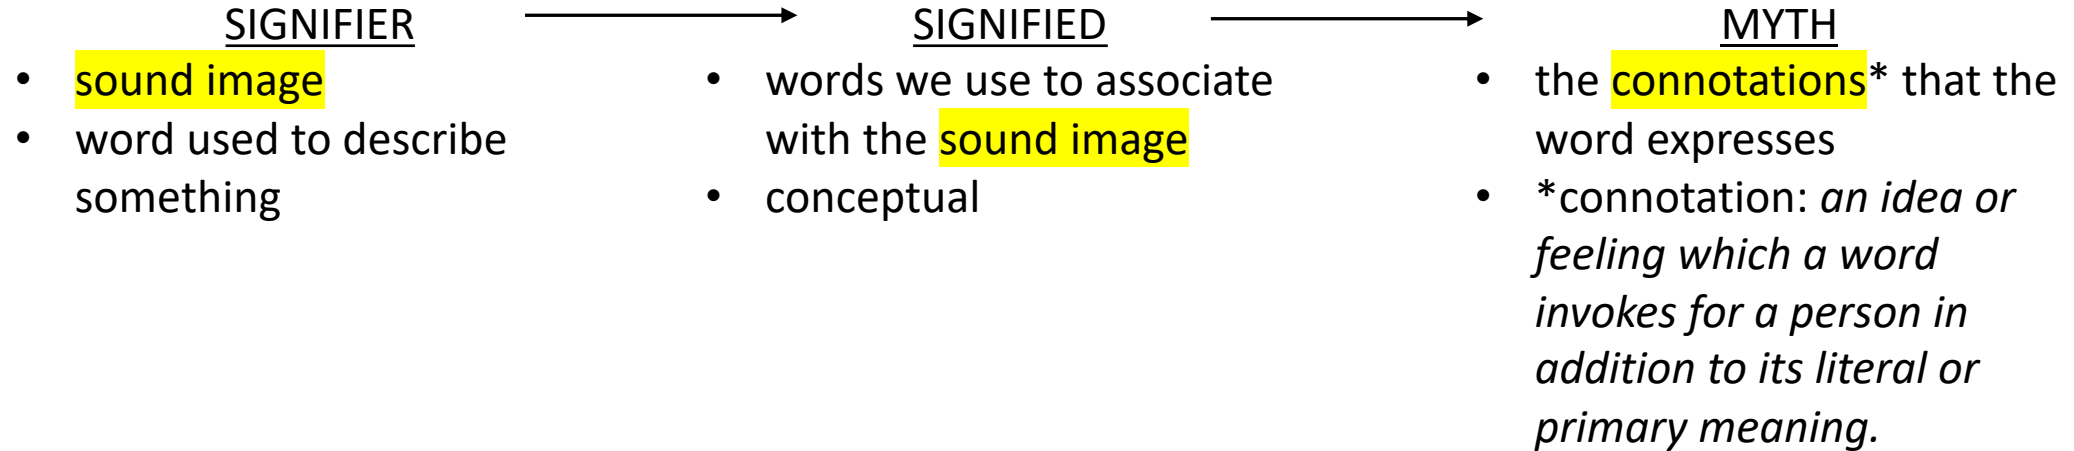 SIGNIFIER
• sound image
• word used to describe
something
SIGNIFIED
• words we use to associate
with the sound image
• conceptual
MYTH
• the connotations* that the
word expresses
• *connotation: an idea or
feeling which a word
invokes for a person in
addition to its literal or
primary meaning.